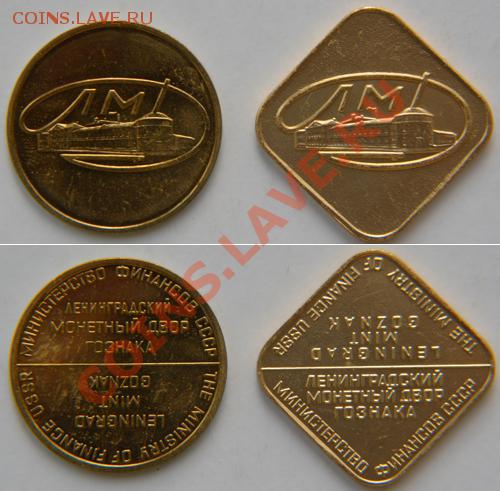 COINS.LAVE.RU
ЛМД
ЛМД
COINS.LAVE.RU
МИНИСТЕРСТВО ФИНАНСОВ СССР
ЛЕНИНГРАДСКИЙ
МОНЕТНЫЙ ДВОР
ГОЗНАКА
THE MINISTRY OF FINANCE USSR
LENINGRAD
MINT
GOZNAK
THE MINISTRY OF FINANCE USSR
LENINGRAD
MINT
GOZNAK
ЛЕНИНГРАДСКИЙ
МОНЕТНЫЙ ДВОР
ГОЗНАКА
МИНИСТЕРСТВО
ФИНАНСОВ СССР